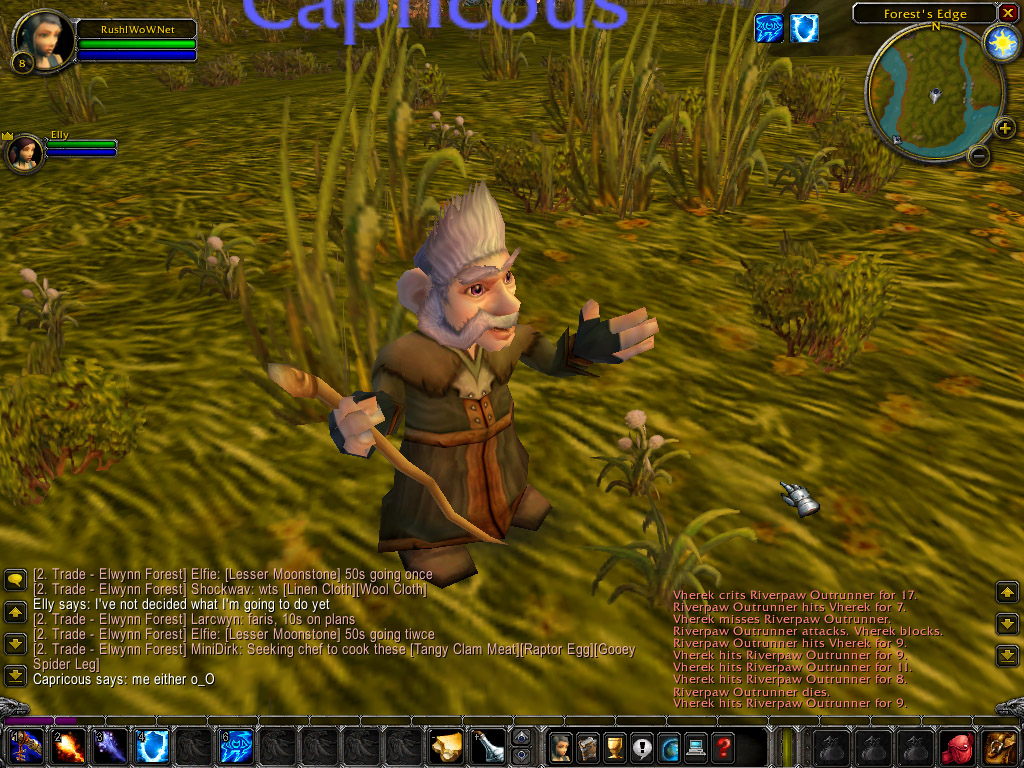 Capricous
RushIWoWNet
8
Forest's Edge
N
Elly
[2. Trade - Elwynn Forest] Elfie: [Lesser Moonstone] 50s going once
[2. Trade - Elwynn Forest] Shockwav: wts [Linen Cloth][Wool Cloth]
Elly says: I've not decided what I'm going to do yet
[2. Trade - Elwynn Forest] Larcwyn: faris, 10s on plans
[2. Trade - Elwynn Forest] Elfie: [Lesser Moonstone] 50s going tiwce
[2. Trade - Elwynn Forest] MiniDirk: Seeking chef to cook these [Tangy Clam Meat][Raptor Egg][Gooey
Spider Leg]
Capricous says: me either o_O
Vherek crits Riverpaw Outrunner for 17.
Riverpaw Outrunner hits Vherek for 7.
Vherek misses Riverpaw Outrunner.
Riverpaw Outrunner attacks. Vherek blocks.
Riverpaw Outrunner hits Vherek for 9.
Vherek hits Riverpaw Outrunner for 9.
Vherek hits Riverpaw Outrunner for 11.
Vherek hits Riverpaw Outrunner for 8.
Riverpaw Outrunner dies.
Vherek hits Riverpaw Outrunner for 9.
1 2 3 4 6